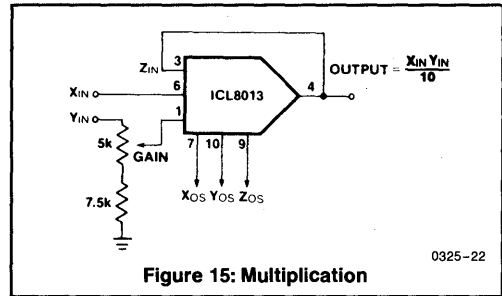 3
ZIN
4
OUTPUT = XIN YIN
10
XIN
6
ICL8013
YIN
1
5k
GAIN
7
10
9
7.5k
XOS YOS ZOS
0325-22
Figure 15: Multiplication